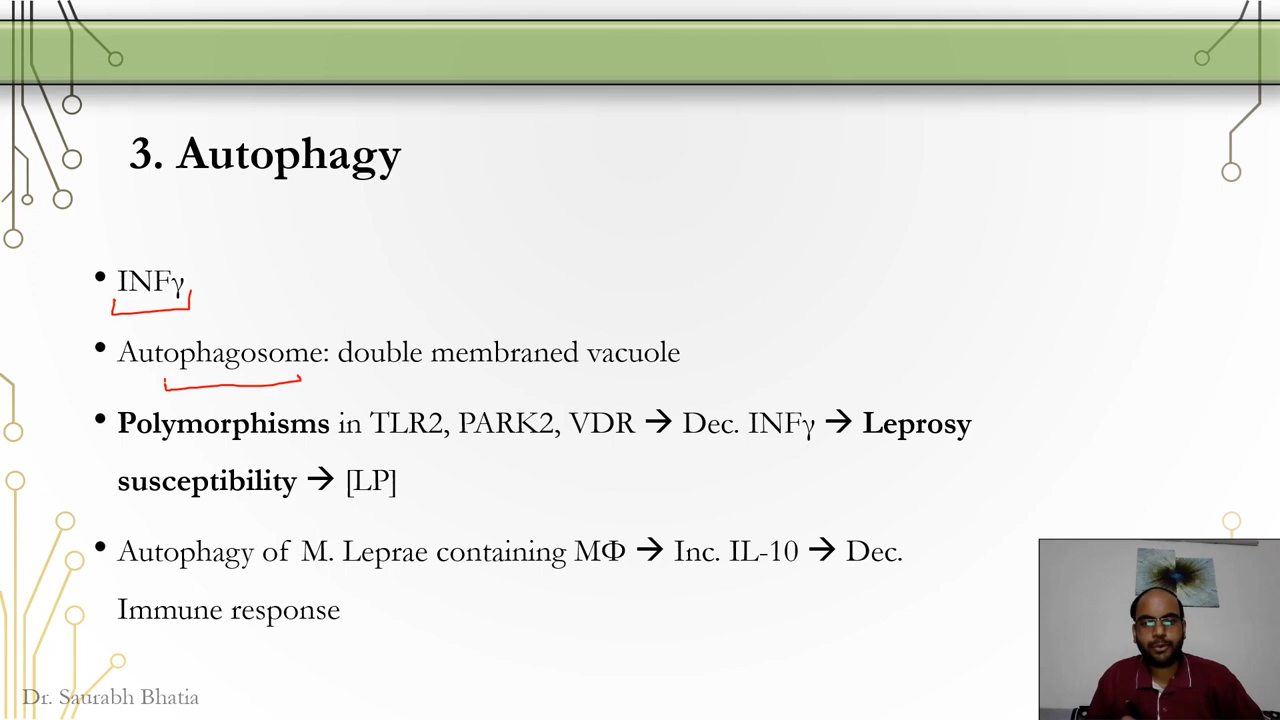 3. Autophagy
• INFγ
• Autophagosome: double membraned vacuole
• Polymorphisms in TLR2, PARK2, VDR → Dec. INFγ → Leprosy
susceptibility → [LP]
• Autophagy of M. Leprae containing MΦ → Inc. IL-10 → Dec.
Immune response
Dr. Saurabh Bhatia